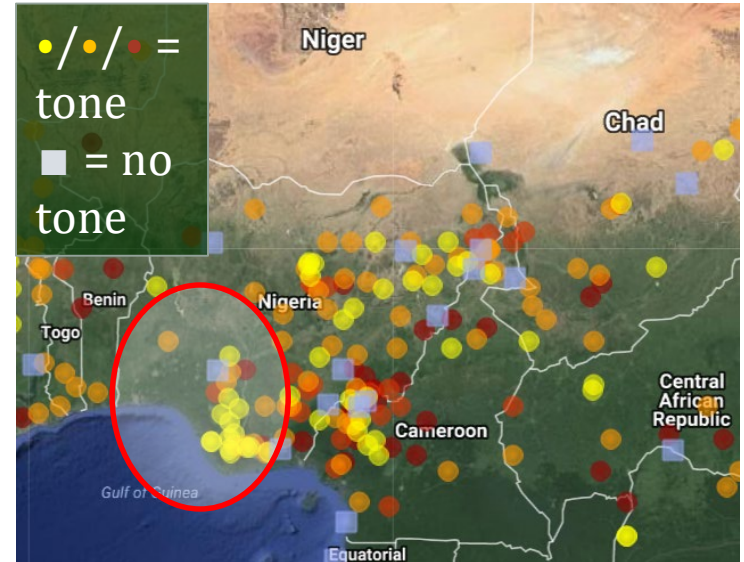 •/•/• =
tone
■ = no
tone
Niger
Chad
Benin
Nigeria
Togo
Central
African
Republic
Cameroon
Gulf of Guinea
Equatorial